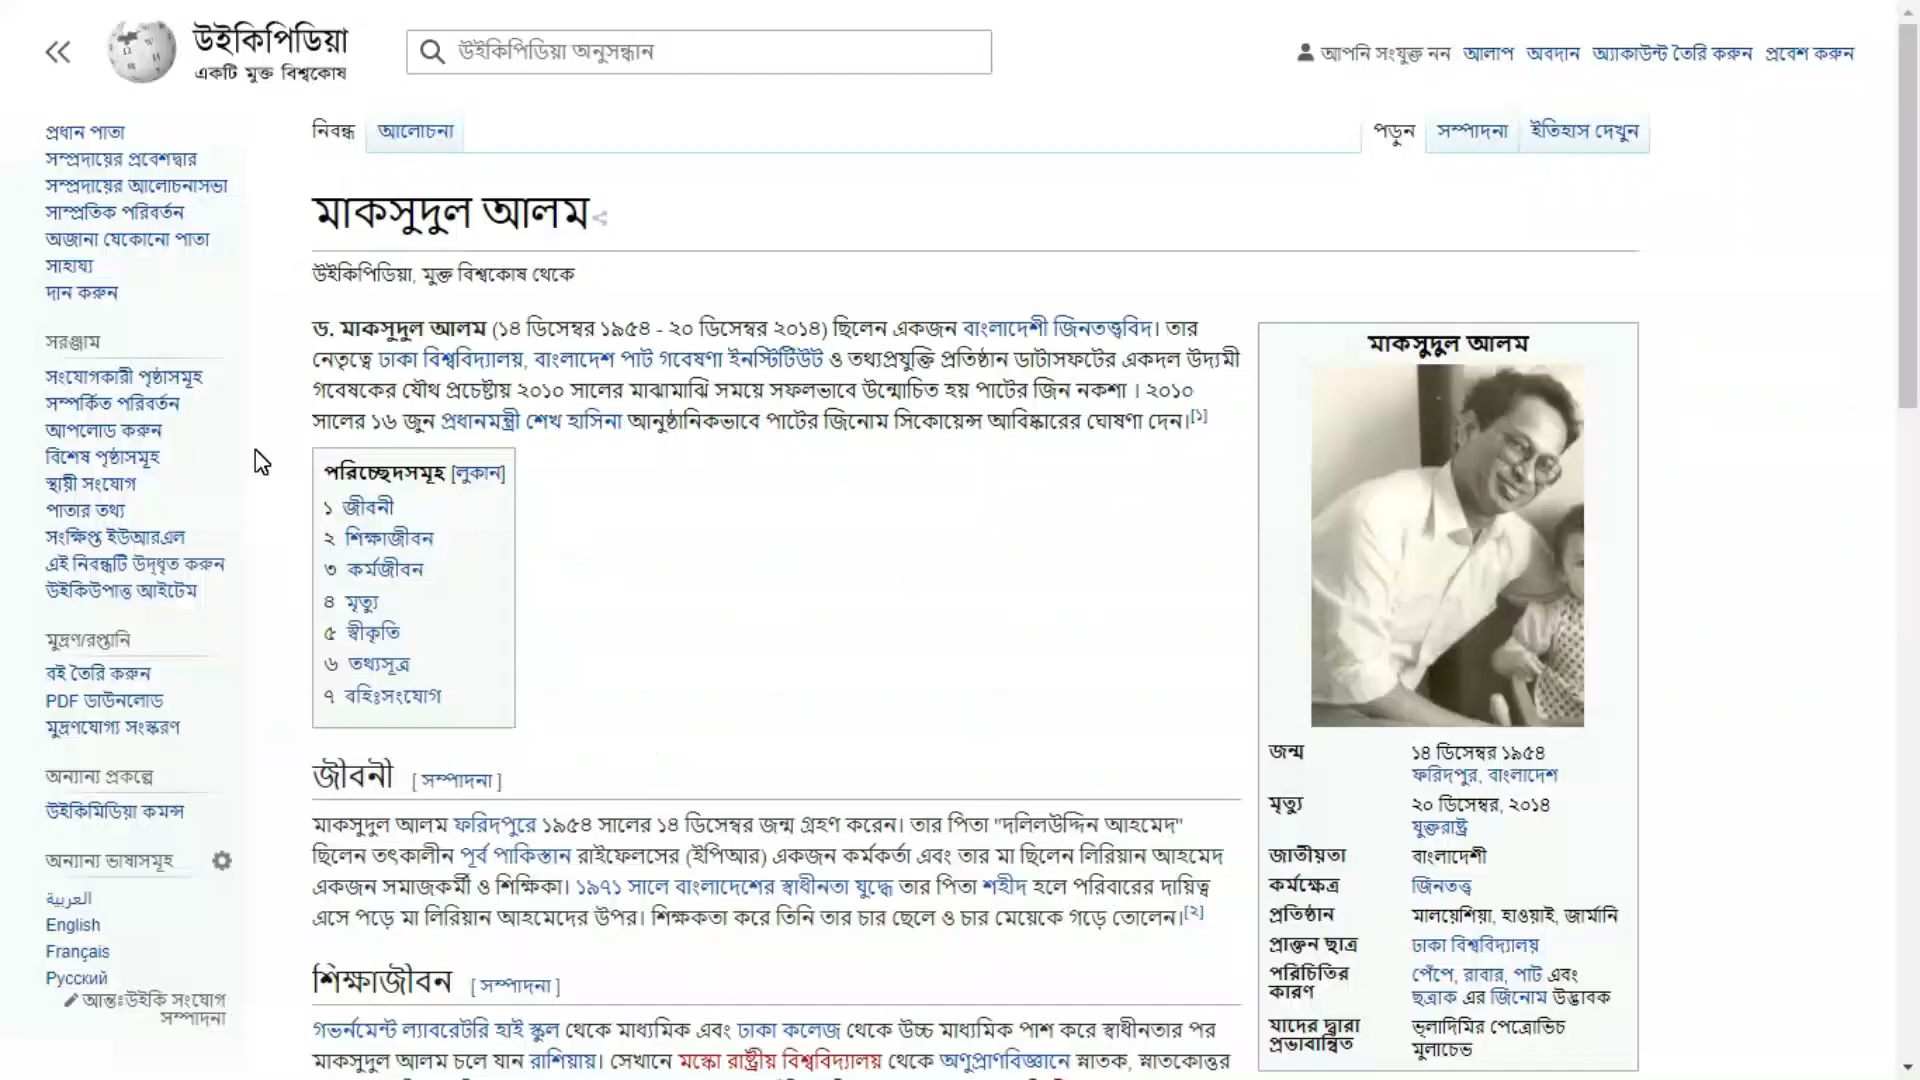 উইকিপিডিয়া
একটি মুক্ত বিশ্বকোষ
উইকিপিডিয়া অনুসন্ধান
আপনি সংযুক্ত নন আলাপ অবদান অ্যাকাউন্ট তৈরি করুন প্রবেশ করুন
প্রধান পাতা
সম্প্রদায়ের প্রবেশদ্বার
সম্প্রদায়ের আলোচনাসভা
সাম্প্রতিক পরিবর্তন
অজানা যেকোনো পাতা
সাহায্য
দান করুন
সরঞ্জাম
সংযোগকারী পৃষ্ঠাসমূহ
সম্পর্কিত পরিবর্তন
আপলোড করুন
বিশেষ পৃষ্ঠাসমূহ
স্থায়ী সংযোগ
পাতার তথ্য
সংক্ষিপ্ত ইউআরএল
এই নিবন্ধটি উদ্ধৃত করুন
উইকিউপাত্ত আইটেম
মুদ্রণ/রপ্তানি
বই তৈরি করুন
PDF ডাউনলোড
মুদ্রণযোগ্য সংস্করণ
অন্যান্য প্রকল্পে
উইকিমিডিয়া কমন্স
অন্যান্য ভাষাসমূহ
العربية
English
Français
Русский
আন্তঃউইকি সংযোগ
সম্পাদনা
নিবন্ধ আলোচনা
পড়ুন সম্পাদনা ইতিহাস দেখুন
মাকসুদুল আলম
উইকিপিডিয়া, মুক্ত বিশ্বকোষ থেকে
ড. মাকসুদুল আলম (১৪ ডিসেম্বর ১৯৫৪ - ২০ ডিসেম্বর ২০১৪) ছিলেন একজন বাংলাদেশী জিনতত্ত্ববিদ। তার
নেতৃত্বে ঢাকা বিশ্ববিদ্যালয়, বাংলাদেশ পাট গবেষণা ইনস্টিটিউট ও তথ্যপ্রযুক্তি প্রতিষ্ঠান ডাটাসফটের একদল উদ্যমী
গবেষকের যৌথ প্রচেষ্টায় ২০১০ সালের মাঝামাঝি সময়ে সফলভাবে উন্মোচিত হয় পাটের জিন নকশা । ২০১০
সালের ১৬ জুন প্রধানমন্ত্রী শেখ হাসিনা আনুষ্ঠানিকভাবে পাটের জিনোম সিকোয়েন্স আবিষ্কারের ঘোষণা দেন।[১]
পরিচ্ছেদসমূহ [লুকান]
১ জীবনী
২ শিক্ষাজীবন
৩ কর্মজীবন
৪ মৃত্যু
৫ স্বীকৃতি
৬ তথ্যসূত্র
৭ বহিঃসংযোগ
জীবনী [ সম্পাদনা ]
মাকসুদুল আলম ফরিদপুরে ১৯৫৪ সালের ১৪ ডিসেম্বর জন্ম গ্রহণ করেন। তার পিতা "দলিলউদ্দিন আহমেদ"
ছিলেন তৎকালীন পূর্ব পাকিস্তান রাইফেলসের (ইপিআর) একজন কর্মকর্তা এবং তার মা ছিলেন লিরিয়ান আহমেদ
একজন সমাজকর্মী ও শিক্ষিকা। ১৯৭১ সালে বাংলাদেশের স্বাধীনতা যুদ্ধে তার পিতা শহীদ হলে পরিবারের দায়িত্ব
এসে পড়ে মা লিরিয়ান আহমেদের উপর। শিক্ষকতা করে তিনি তার চার ছেলে ও চার মেয়েকে গড়ে তোলেন।[২]
শিক্ষাজীবন [ সম্পাদনা ]
গভর্নমেন্ট ল্যাবরেটরি হাই স্কুল থেকে মাধ্যমিক এবং ঢাকা কলেজ থেকে উচ্চ মাধ্যমিক পাশ করে স্বাধীনতার পর
মাকসুদুল আলম চলে যান রাশিয়ায়। সেখানে মস্কো রাষ্ট্রীয় বিশ্ববিদ্যালয় থেকে অণুপ্রাণবিজ্ঞানে স্নাতক, স্নাতকোত্তর
মাকসুদুল আলম
জন্ম ১৪ ডিসেম্বর ১৯৫৪
ফরিদপুর, বাংলাদেশ
মৃত্যু ২০ ডিসেম্বর, ২০১৪
যুক্তরাষ্ট্র
জাতীয়তা বাংলাদেশী
কর্মক্ষেত্র জিনতত্ত্ব
প্রতিষ্ঠান মালয়েশিয়া, হাওয়াই, জার্মানি
প্রাক্তন ছাত্র ঢাকা বিশ্ববিদ্যালয়
পরিচিতির কারণ পেঁপে, রাবার, পাট এবং
ছত্রাক এর জিনোম উদ্ভাবক
যাদের দ্বারা প্রভাবান্বিত ভ্লাদিমির পেত্রোভিচ
মুলাচেভ